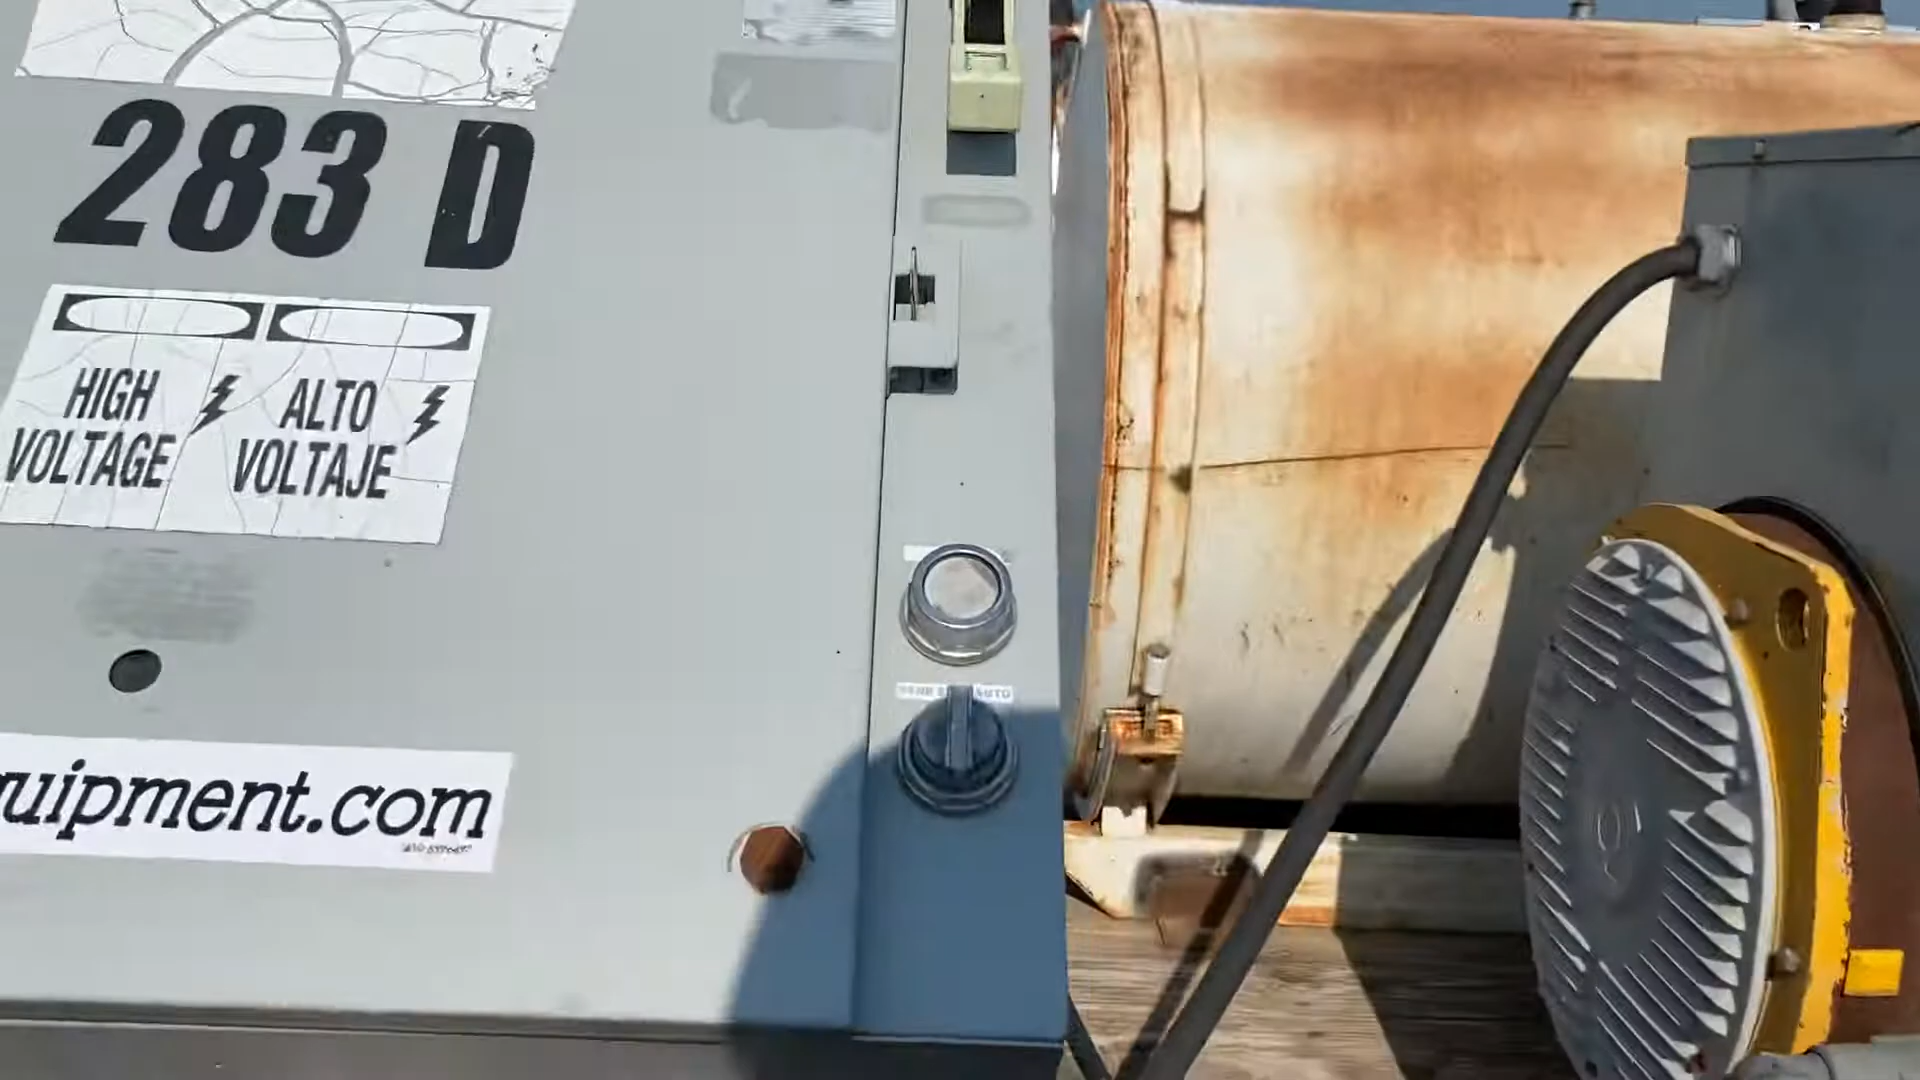 283 D
HIGH VOLTAGE
ALTO VOLTAJE
uipment.com
AUTO